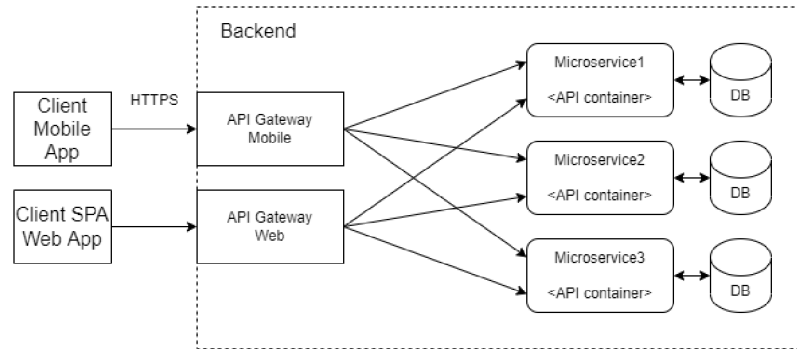 Backend
Client
Mobile
App
HTTPS
API Gateway
Mobile
Client SPA
Web App
API Gateway
Web
Microservice1
<API container>
DB
Microservice2
<API container>
DB
Microservice3
<API container>
DB